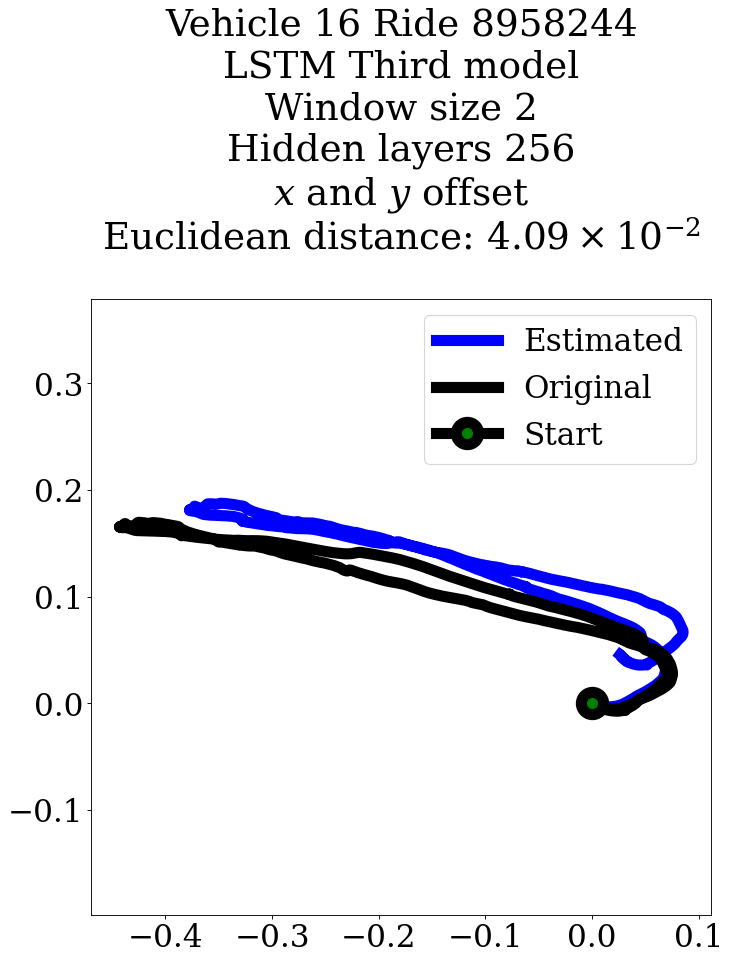 Vehicle 16 Ride 8958244
LSTM Third model
Window size 2
Hidden layers 256
x and y offset
Euclidean distance: 4.09 × 10⁻²
Estimated
Original
Start
0.3
0.2
0.1
0.0
−0.1
−0.4
−0.3
−0.2
−0.1
0.0
0.1